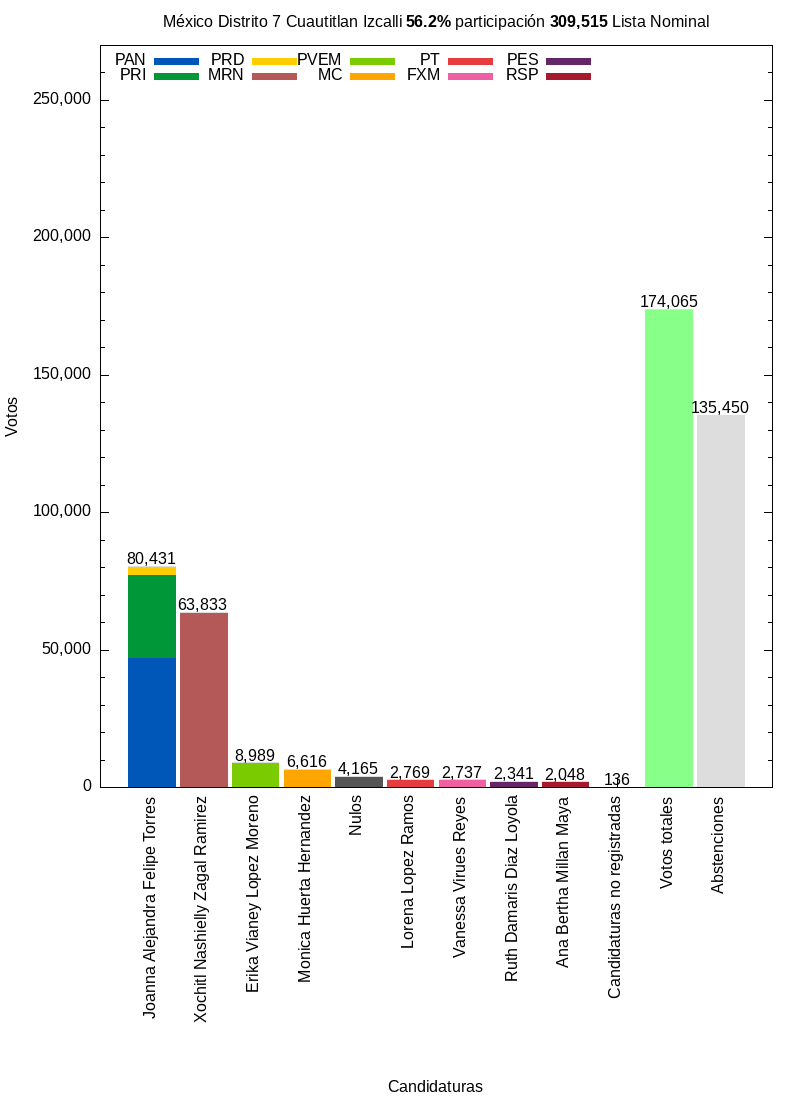 México Distrito 7 Cuautitlan Izcalli 56.2% participación 309,515 Lista Nominal
PAN PRD PVEM PT PES
PRI MRN MC FXM RSP
250,000
200,000
150,000
100,000
50,000
0
Votos
80,431
63,833
8,989
6,616
4,165
2,769
2,737
2,341
2,048
136
174,065
135,450
Joanna Alejandra Felipe Torres
Xochitl Nashielly Zagal Ramirez
Erika Vianey Lopez Moreno
Monica Huerta Hernandez
Nulos
Lorena Lopez Ramos
Vanessa Virues Reyes
Ruth Damaris Diaz Loyola
Ana Bertha Millan Maya
Candidaturas no registradas
Votos totales
Abstenciones
Candidaturas